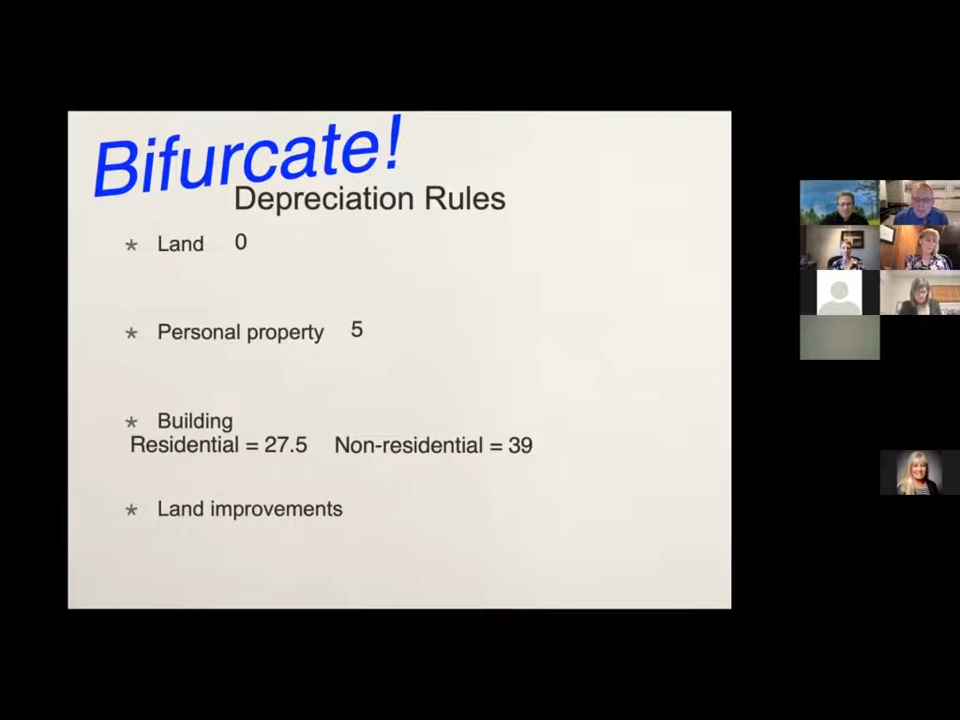 Bifurcate!
Depreciation Rules
* Land 0
* Personal property 5
* Building
Residential = 27.5 Non-residential = 39
* Land improvements